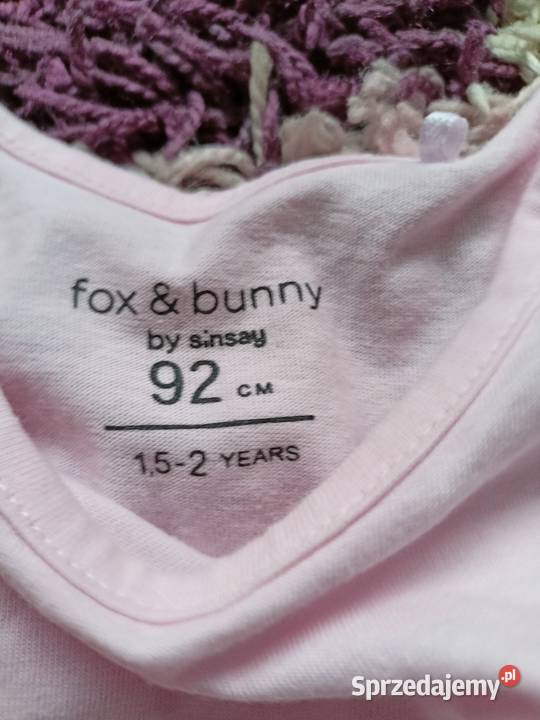 fox & bunny
by sinsay
92 CM
1,5-2 YEARS
Sprzedajemy.pl